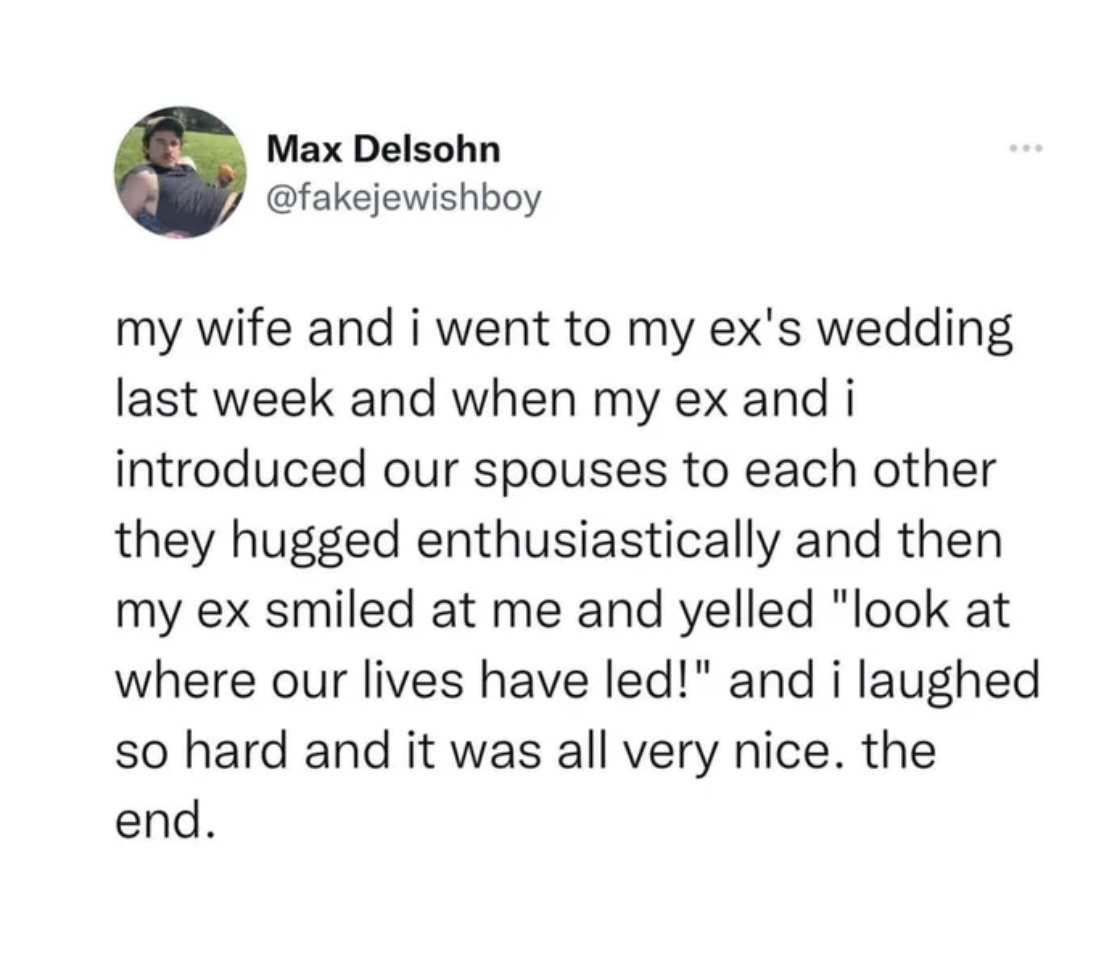 Max Delsohn
@fakejewishboy
my wife and i went to my ex's wedding
last week and when my ex and i
introduced our spouses to each other
they hugged enthusiastically and then
my ex smiled at me and yelled "look at
where our lives have led!" and i laughed
so hard and it was all very nice. the
end.